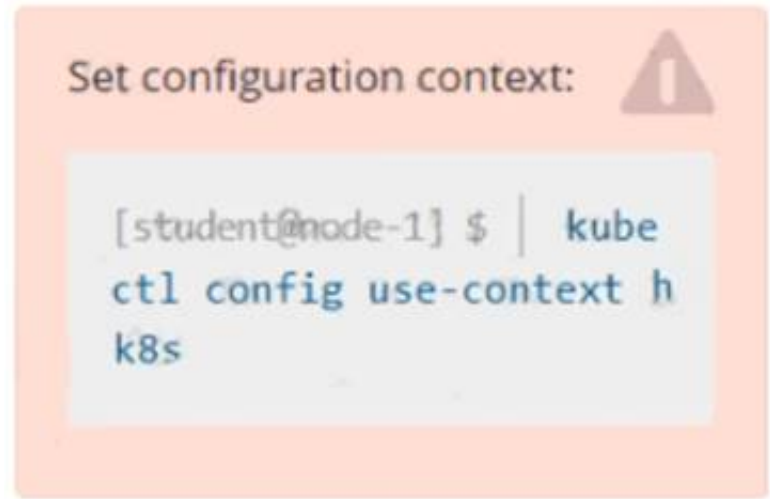 Set configuration context:
[student@node-1] $ | kube
ctl config use-context h
k8s